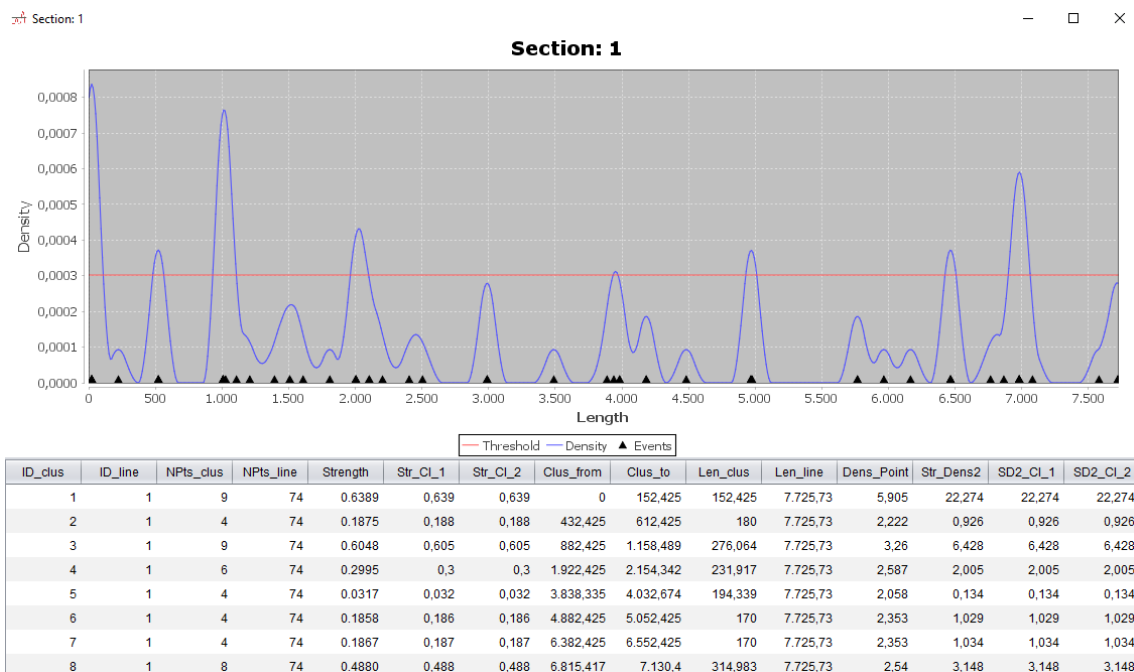 Section: 1
Section: 1
0,0008
0,0007
0,0006
0,0005
0,0004
0,0003
0,0002
0,0001
0,0000
Density
0 500 1.000 1.500 2.000 2.500 3.000 3.500 4.000 4.500 5.000 5.500 6.000 6.500 7.000 7.500
Length
Threshold Density Events
ID_clus ID_line NPts_clus NPts_line Strength Str_CI_1 Str_CI_2 Clus_from Clus_to Len_clus Len_line Dens_Point Str_Dens2 SD2_CI_1 SD2_CI_2
1 1 9 74 0.6389 0,639 0,639 0 152,425 152,425 7.725,73 5,905 22,274 22,274 22,274
2 1 4 74 0.1875 0,188 0,188 432,425 612,425 180 7.725,73 2,222 0,926 0,926 0,926
3 1 9 74 0.6048 0,605 0,605 882,425 1.158,489 276,064 7.725,73 3,26 6,428 6,428 6,428
4 1 6 74 0.2995 0,3 0,3 1.922,425 2.154,342 231,917 7.725,73 2,587 2,005 2,005 2,005
5 1 4 74 0.0317 0,032 0,032 3.838,335 4.032,674 194,339 7.725,73 2,058 0,134 0,134 0,134
6 1 4 74 0.1858 0,186 0,186 4.882,425 5.052,425 170 7.725,73 2,353 1,029 1,029 1,029
7 1 4 74 0.1867 0,187 0,187 6.382,425 6.552,425 170 7.725,73 2,353 1,034 1,034 1,034
8 1 8 74 0.4880 0,488 0,488 6.815,417 7.130,4 314,983 7.725,73 2,54 3,148 3,148 3,148